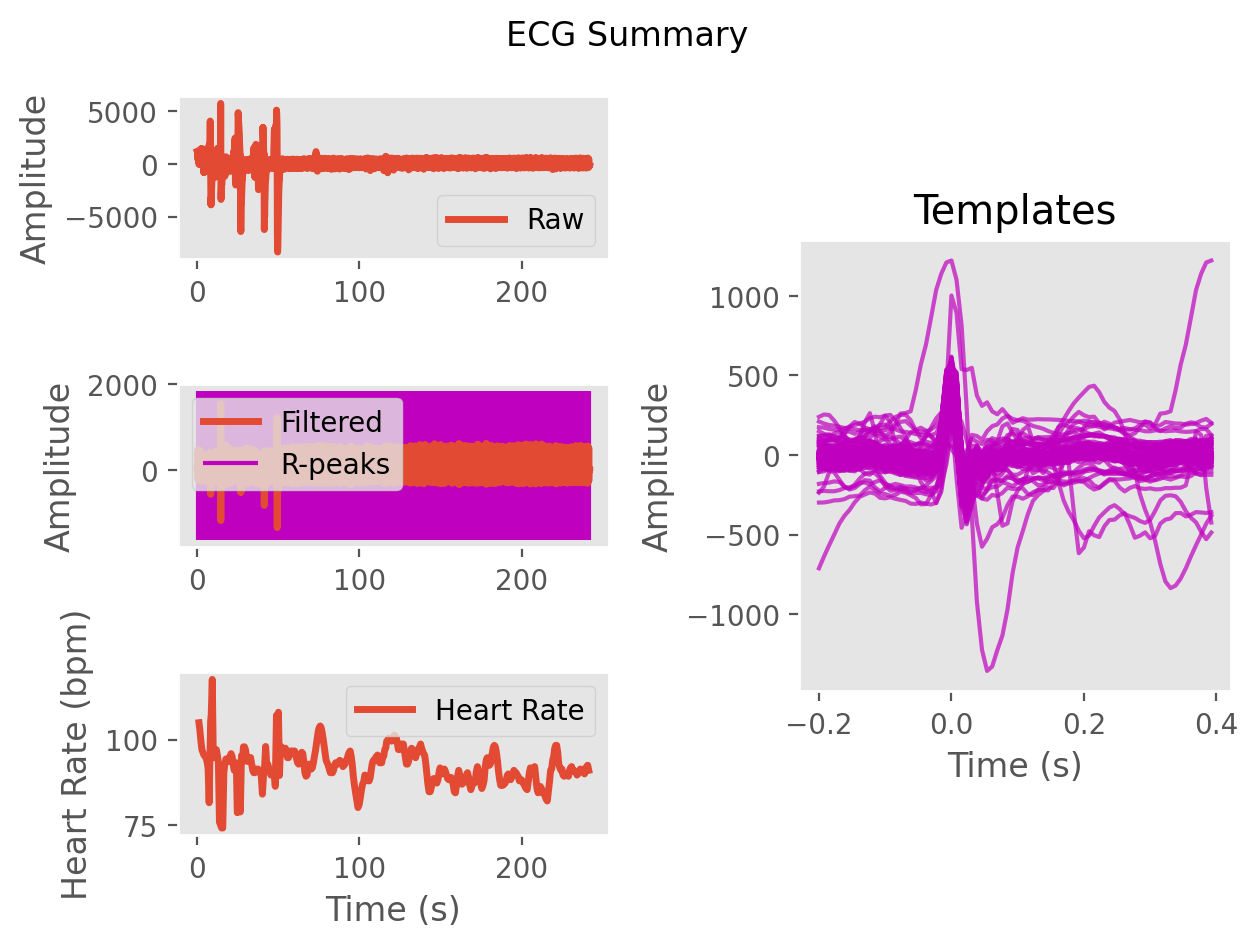 ECG Summary
Amplitude
5000
0
−5000
Raw
0 100 200
Amplitude
2000
0
Filtered
R-peaks
0 100 200
Heart Rate (bpm)
100
75
Heart Rate
0 100 200
Time (s)
Templates
Amplitude
1000
500
0
−500
−1000
−0.2 0.0 0.2 0.4
Time (s)